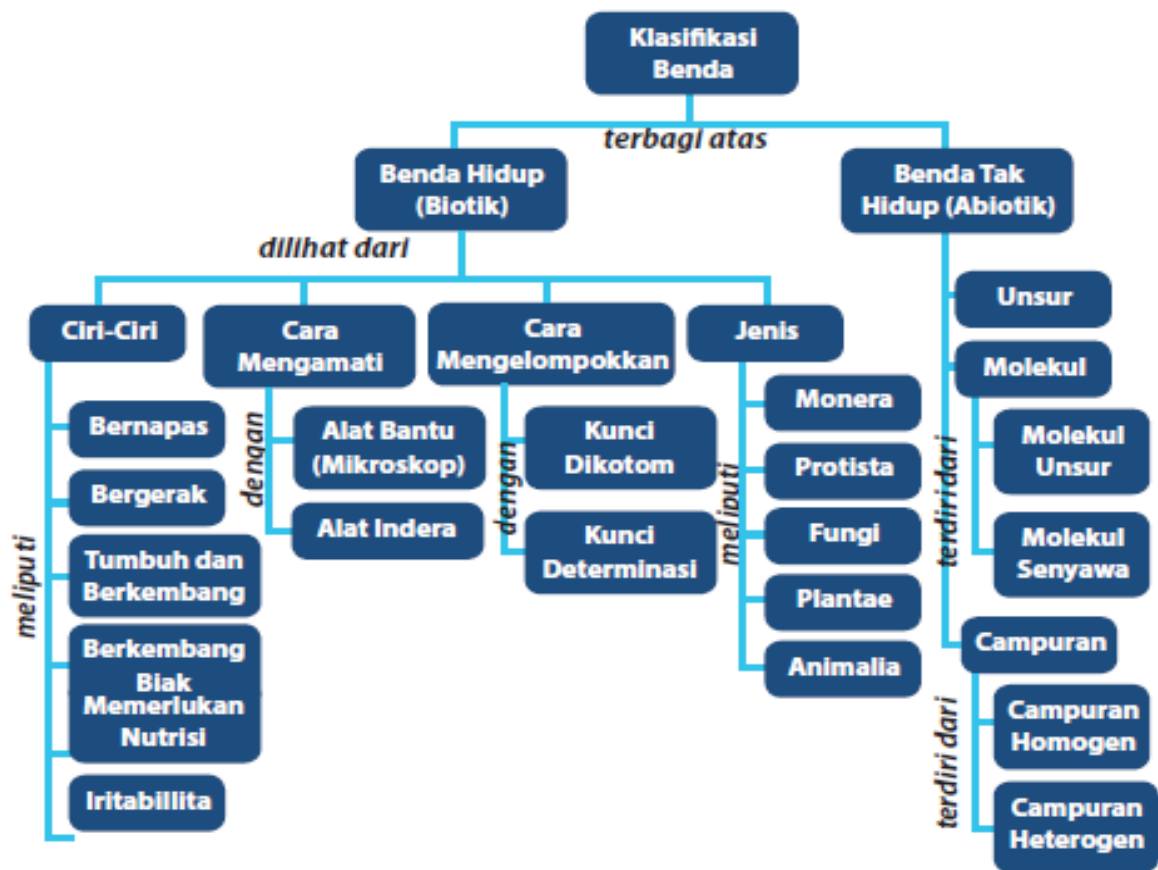 Klasifikasi
Benda
terbagi atas
Benda Hidup
(Biotik)
Benda Tak
Hidup (Abiotik)
dilihat dari
Ciri-Ciri
Cara
Mengamati
Cara
Mengelompokkan
Jenis
meliputi
Bernapas
Bergerak
Tumbuh dan
Berkembang
Berkembang
Biak
Memerlukan
Nutrisi
Iritabillita
dengan
Alat Bantu
(Mikroskop)
Alat Indera
dengan
Kunci
Dikotom
Kunci
Determinasi
meliputi
Monera
Protista
Fungi
Plantae
Animalia
terdiri dari
Unsur
Molekul
Molekul
Unsur
Molekul
Senyawa
Campuran
terdiri dari
Campuran
Homogen
Campuran
Heterogen